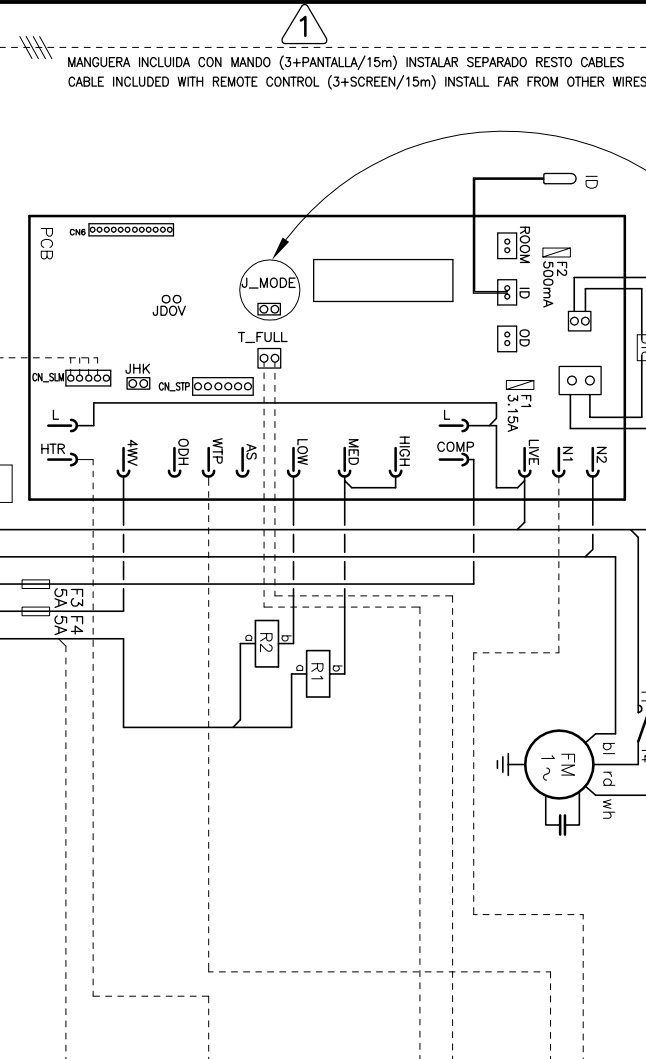 1
MANGUERA INCLUIDA CON MANDO (3+PANTALLA/15m) INSTALAR SEPARADO RESTO CABLES
CABLE INCLUDED WITH REMOTE CONTROL (3+SCREEN/15m) INSTALL FAR FROM OTHER WIRES
ID
PCB
CN6
ROOM
F2
500mA
J_MODE
ID
JDOV
T_FULL
OD
CN_SLM
JHK
CN_STP
F1
3.15A
L
L
HTR
4WV
ODH
WTP
AS
LOW
MED
HIGH
COMP
LIVE
N1
N2
F3
5A
F4
5A
a
R2
b
a
R1
b
FM
1~
bl
rd
wh